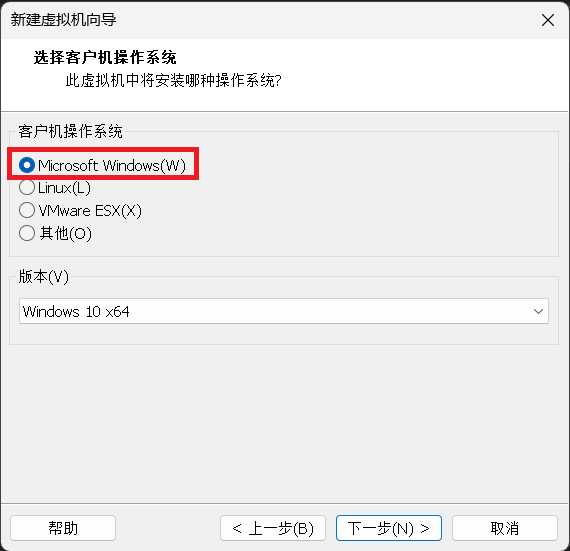 新建虚拟机向导
选择客户机操作系统
此虚拟机中将安装哪种操作系统?
客户机操作系统
Microsoft Windows(W)
Linux(L)
VMware ESX(X)
其他(O)
版本(V)
Windows 10 x64
帮助
< 上一步(B)
下一步(N) >
取消